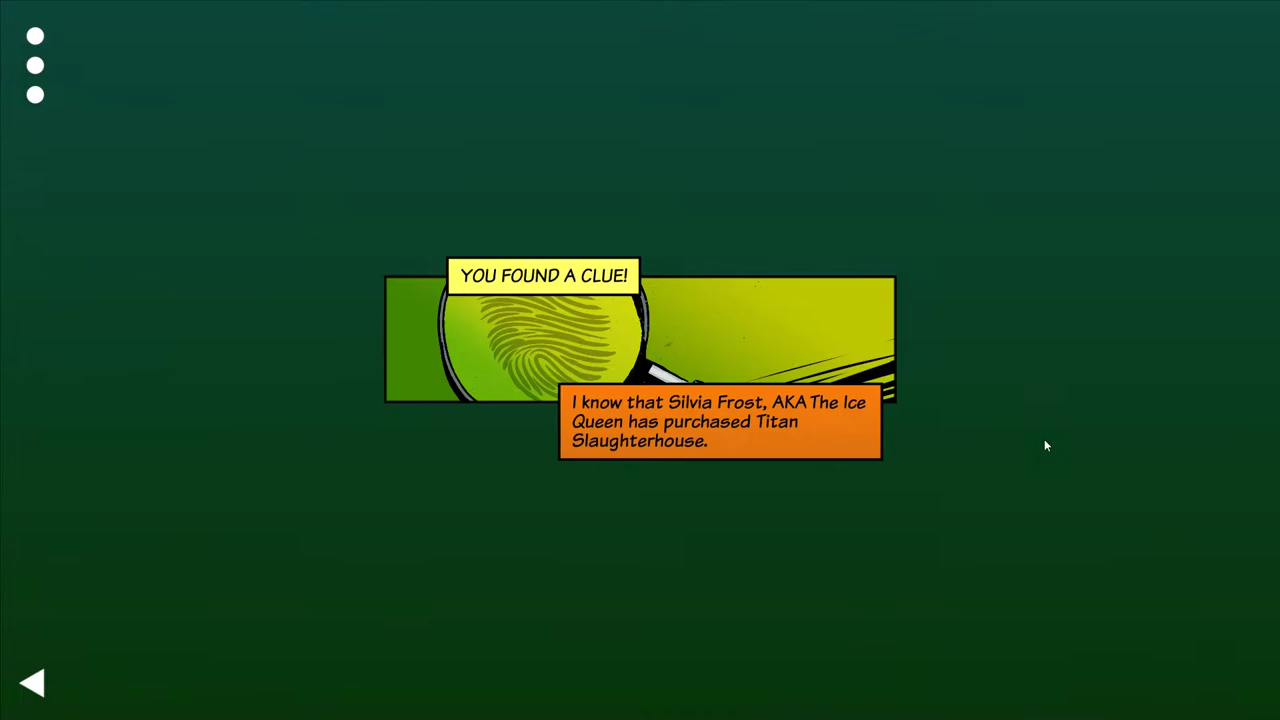 YOU FOUND A CLUE!
I know that Silvia Frost, AKA The Ice
Queen has purchased Titan
Slaughterhouse.